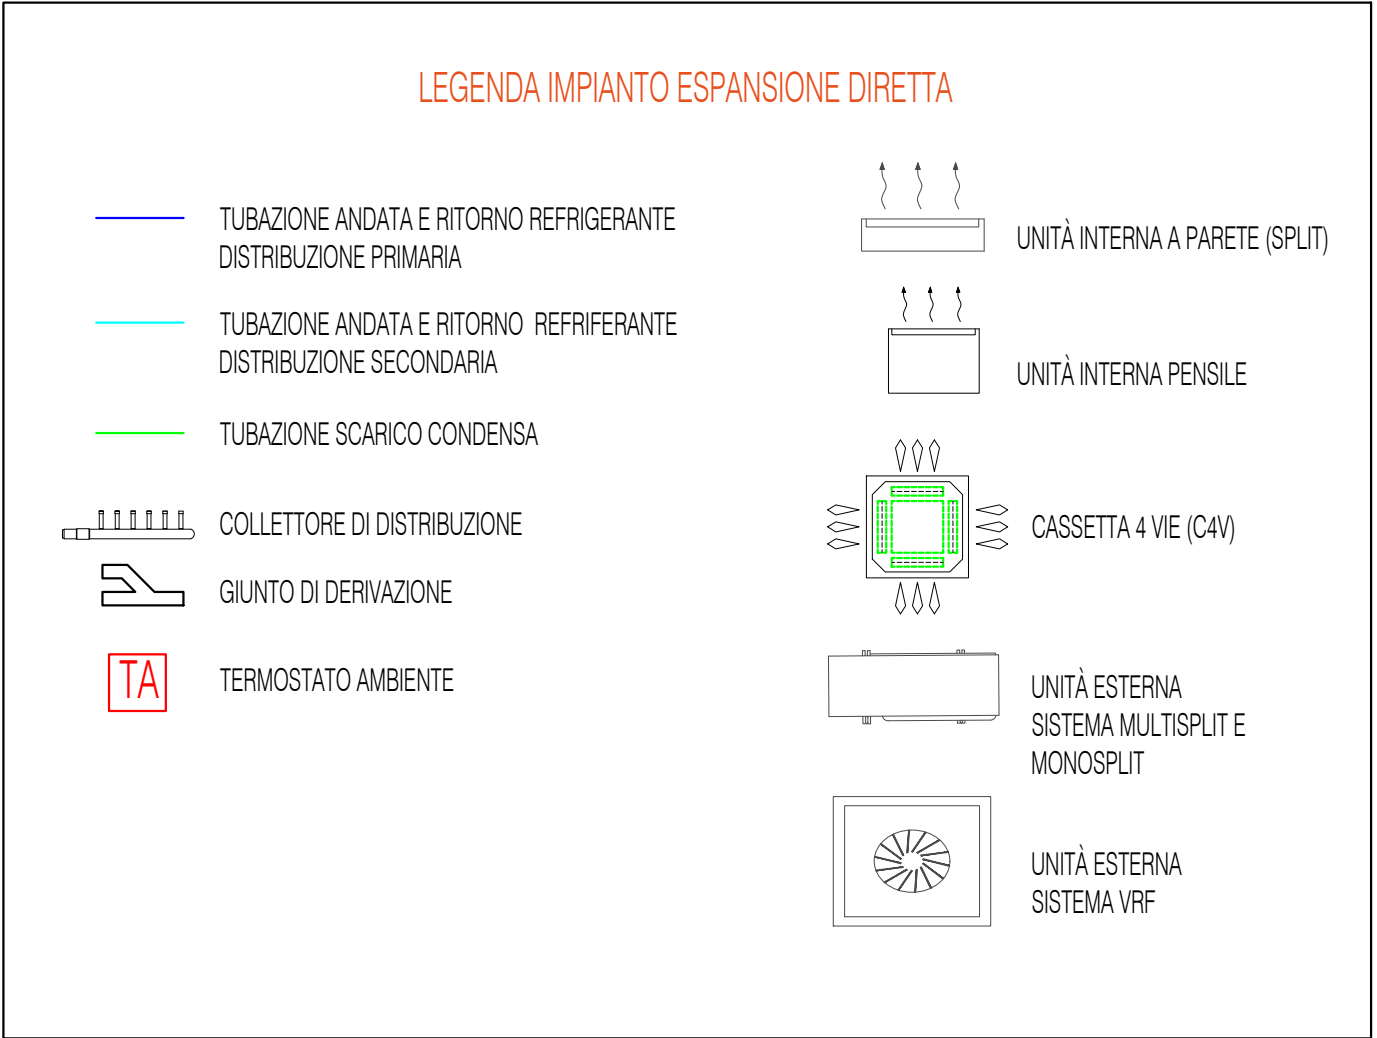 LEGENDA IMPIANTO ESPANSIONE DIRETTA
TUBAZIONE ANDATA E RITORNO REFRIGERANTE
DISTRIBUZIONE PRIMARIA
TUBAZIONE ANDATA E RITORNO REFRIFERANTE
DISTRIBUZIONE SECONDARIA
TUBAZIONE SCARICO CONDENSA
COLLETTORE DI DISTRIBUZIONE
GIUNTO DI DERIVAZIONE
TA
TERMOSTATO AMBIENTE
UNITÀ INTERNA A PARETE (SPLIT)
UNITÀ INTERNA PENSILE
CASSETTA 4 VIE (C4V)
UNITÀ ESTERNA
SISTEMA MULTISPLIT E
MONOSPLIT
UNITÀ ESTERNA
SISTEMA VRF